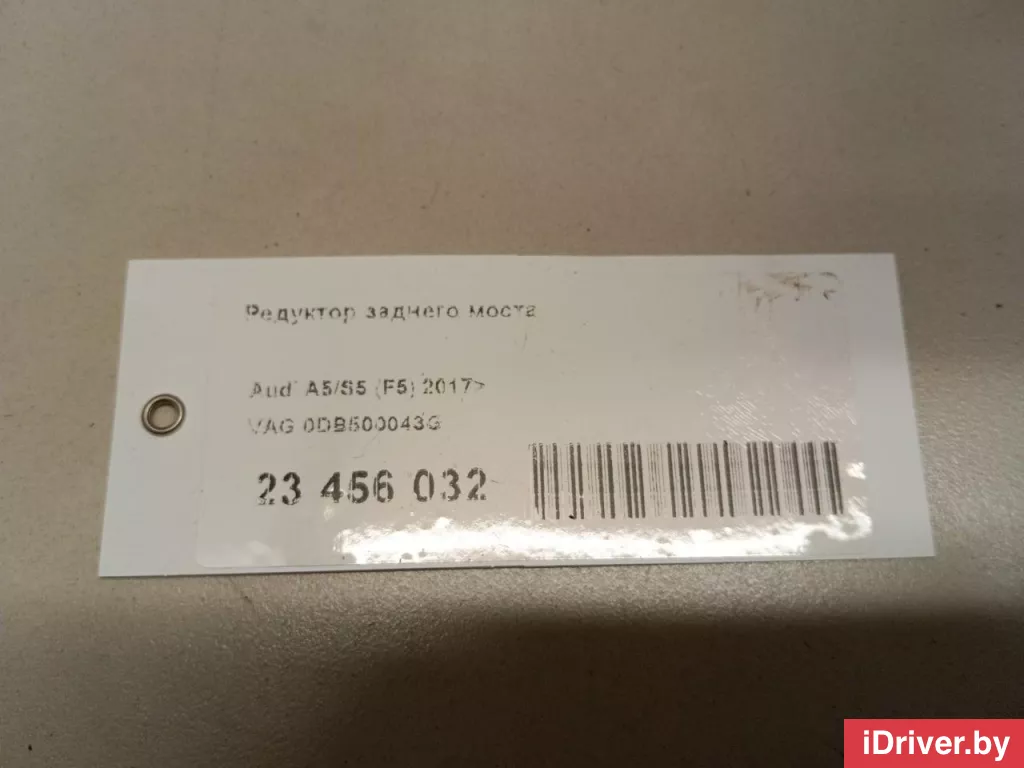 Редуктор заднего моста
Audi A5/S5 (F5) 2017>
VAG 0DB500043G
23 456 032
iDriver.by